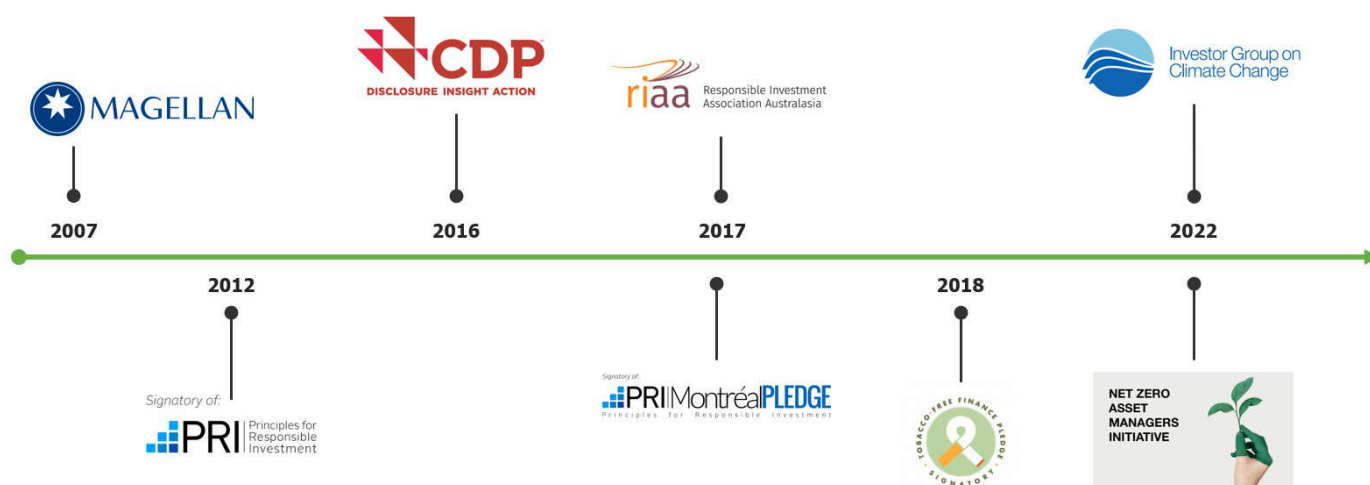 MAGELLAN
2007
CDP
DISCLOSURE INSIGHT ACTION
2016
riaa
Responsible Investment
Association Australasia
2017
Investor Group on
Climate Change
2022
2012
Signatory of:
PRI
Principles for
Responsible
Investment
Signatory of:
PRI MontréalPLEDGE
Principles for Responsible Investment
2018
TOBACCO-FREE FINANCE PLEDGE
SIGNATORY
NET ZERO
ASSET
MANAGERS
INITIATIVE